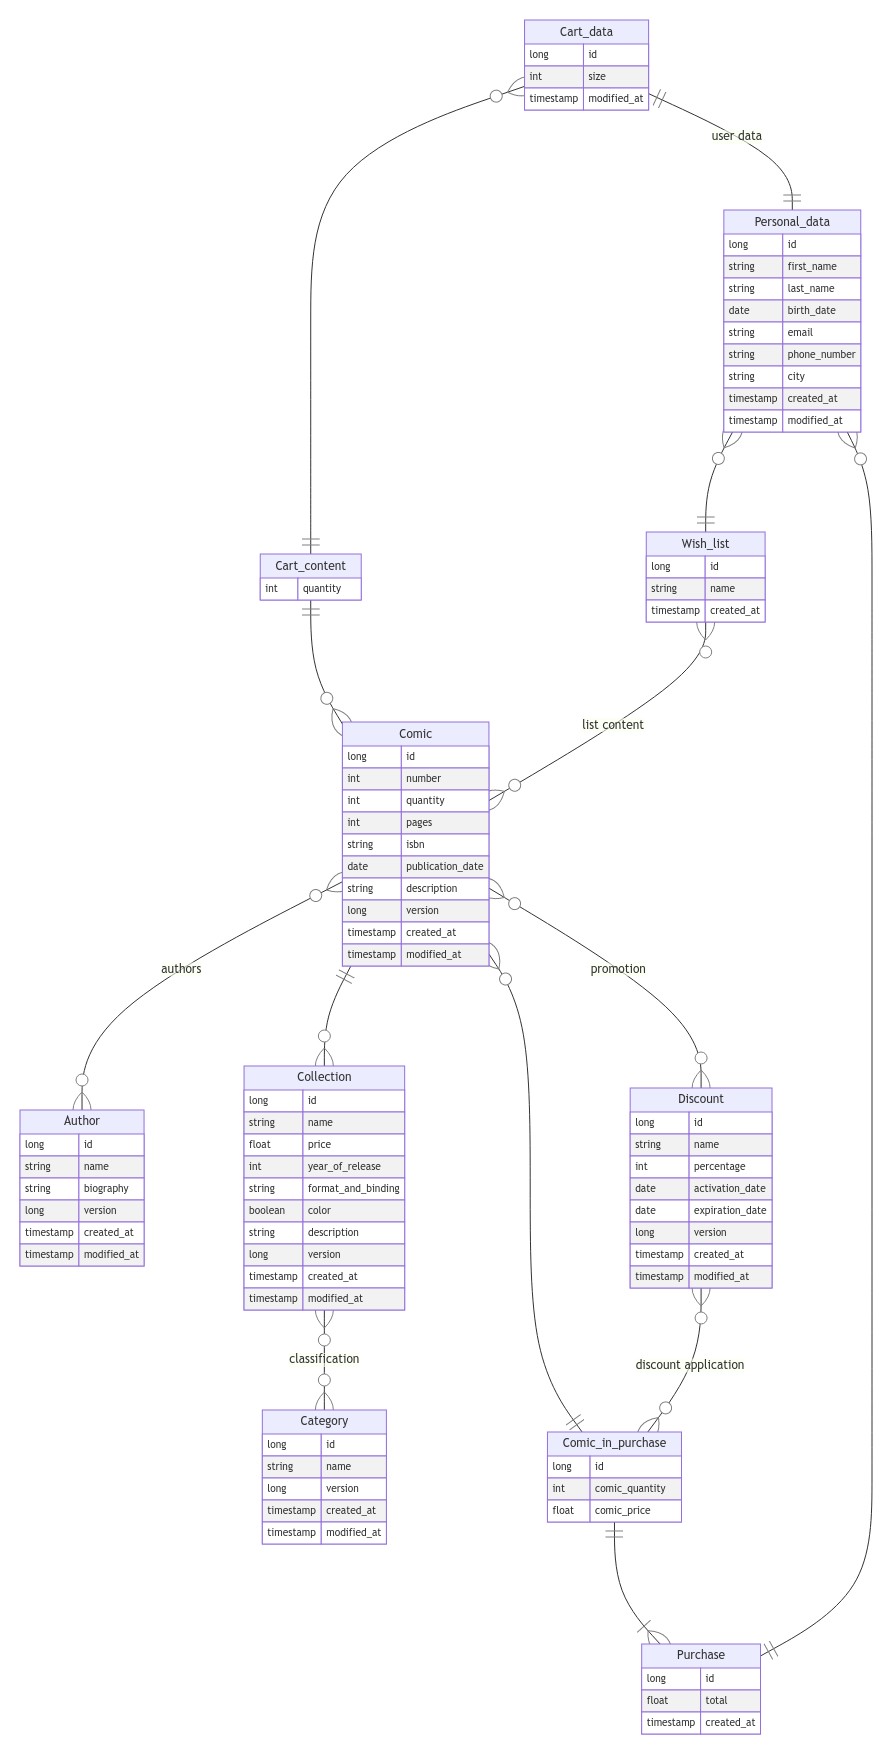 Cart_data
long id
int size
timestamp modified_at
user data
Personal_data
long id
string first_name
string last_name
date birth_date
string email
string phone_number
string city
timestamp created_at
timestamp modified_at
Wish_list
long id
string name
timestamp created_at
Cart_content
int quantity
list content
Comic
long id
int number
int quantity
int pages
string isbn
date publication_date
string description
long version
timestamp created_at
timestamp modified_at
authors
promotion
Author
long id
string name
string biography
long version
timestamp created_at
timestamp modified_at
Collection
long id
string name
float price
int year_of_release
string format_and_binding
boolean color
string description
long version
timestamp created_at
timestamp modified_at
Discount
long id
string name
int percentage
date activation_date
date expiration_date
long version
timestamp created_at
timestamp modified_at
classification
discount application
Category
long id
string name
long version
timestamp created_at
timestamp modified_at
Comic_in_purchase
long id
int comic_quantity
float comic_price
Purchase
long id
float total
timestamp created_at